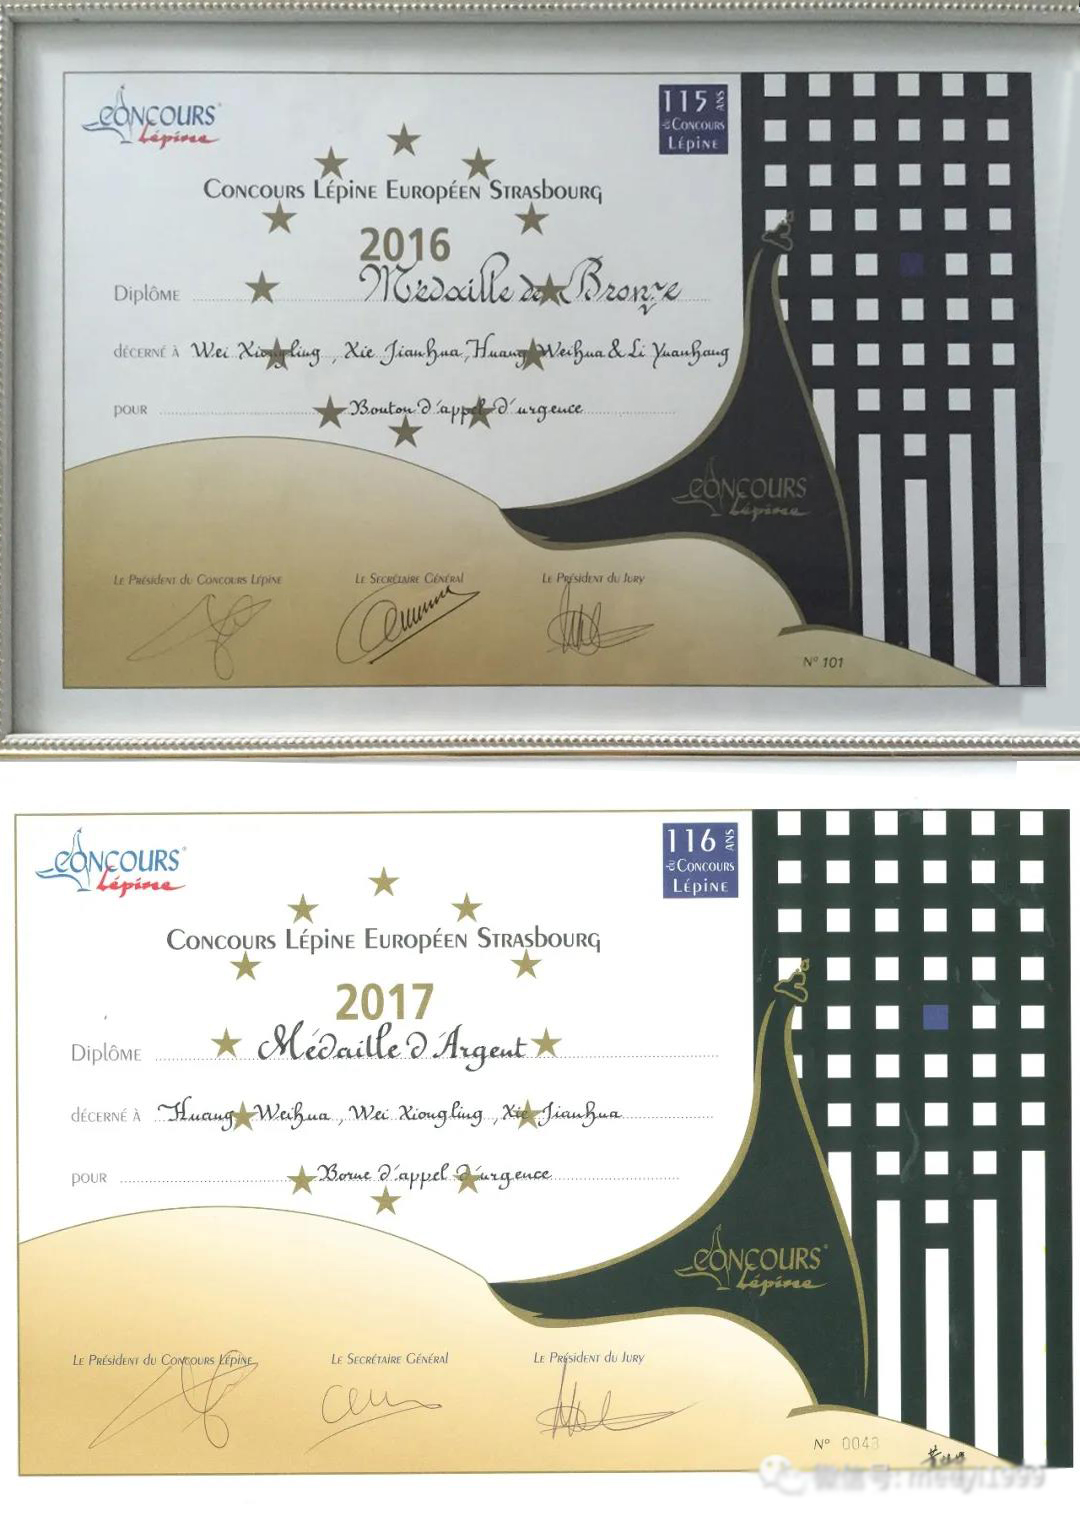 CONCOURS
Lépine
115 ANS
du CONCOURS
LÉPINE
CONCOURS LÉPINE EUROPÉEN STRASBOURG
2016
DIPLÔME Médaille de Bronze
DÉCERNÉ À Wei Xiongling, Xie Jianhua, Huang Weihua & Li Yuanhang
POUR Bouton d'appel d'urgence
CONCOURS
Lépine
LE PRÉSIDENT DU CONCOURS LÉPINE LE SECRÉTAIRE GÉNÉRAL LE PRÉSIDENT DU JURY
N° 101
CONCOURS
Lépine
116 ANS
du CONCOURS
LÉPINE
CONCOURS LÉPINE EUROPÉEN STRASBOURG
2017
DIPLÔME Médaille d'Argent
DÉCERNÉ À Huang Weihua, Wei Xiongling, Xie Jianhua
POUR Borne d'appel d'urgence
CONCOURS
Lépine
LE PRÉSIDENT DU CONCOURS LÉPINE LE SECRÉTAIRE GÉNÉRAL LE PRÉSIDENT DU JURY
N° 0043
微信号: medyi1999